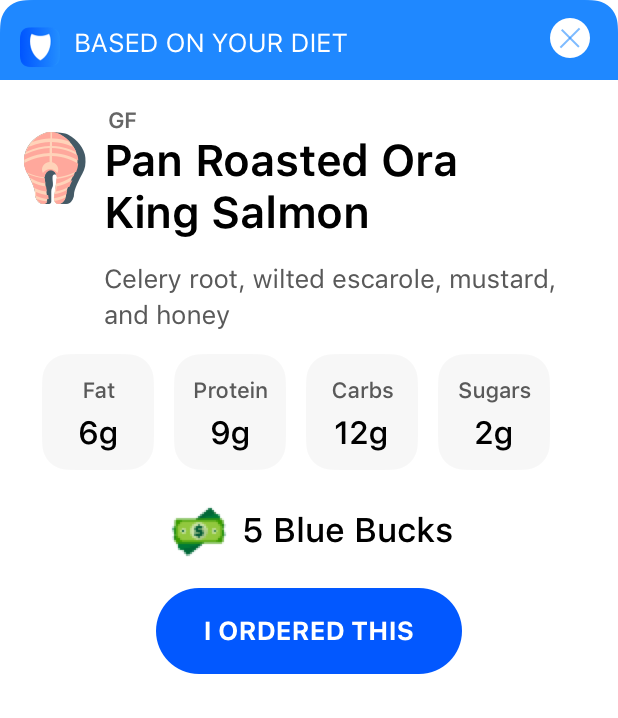 BASED ON YOUR DIET
GF
Pan Roasted Ora
King Salmon
Celery root, wilted escarole, mustard,
and honey
Fat
6g
Protein
9g
Carbs
12g
Sugars
2g
5 Blue Bucks
I ORDERED THIS